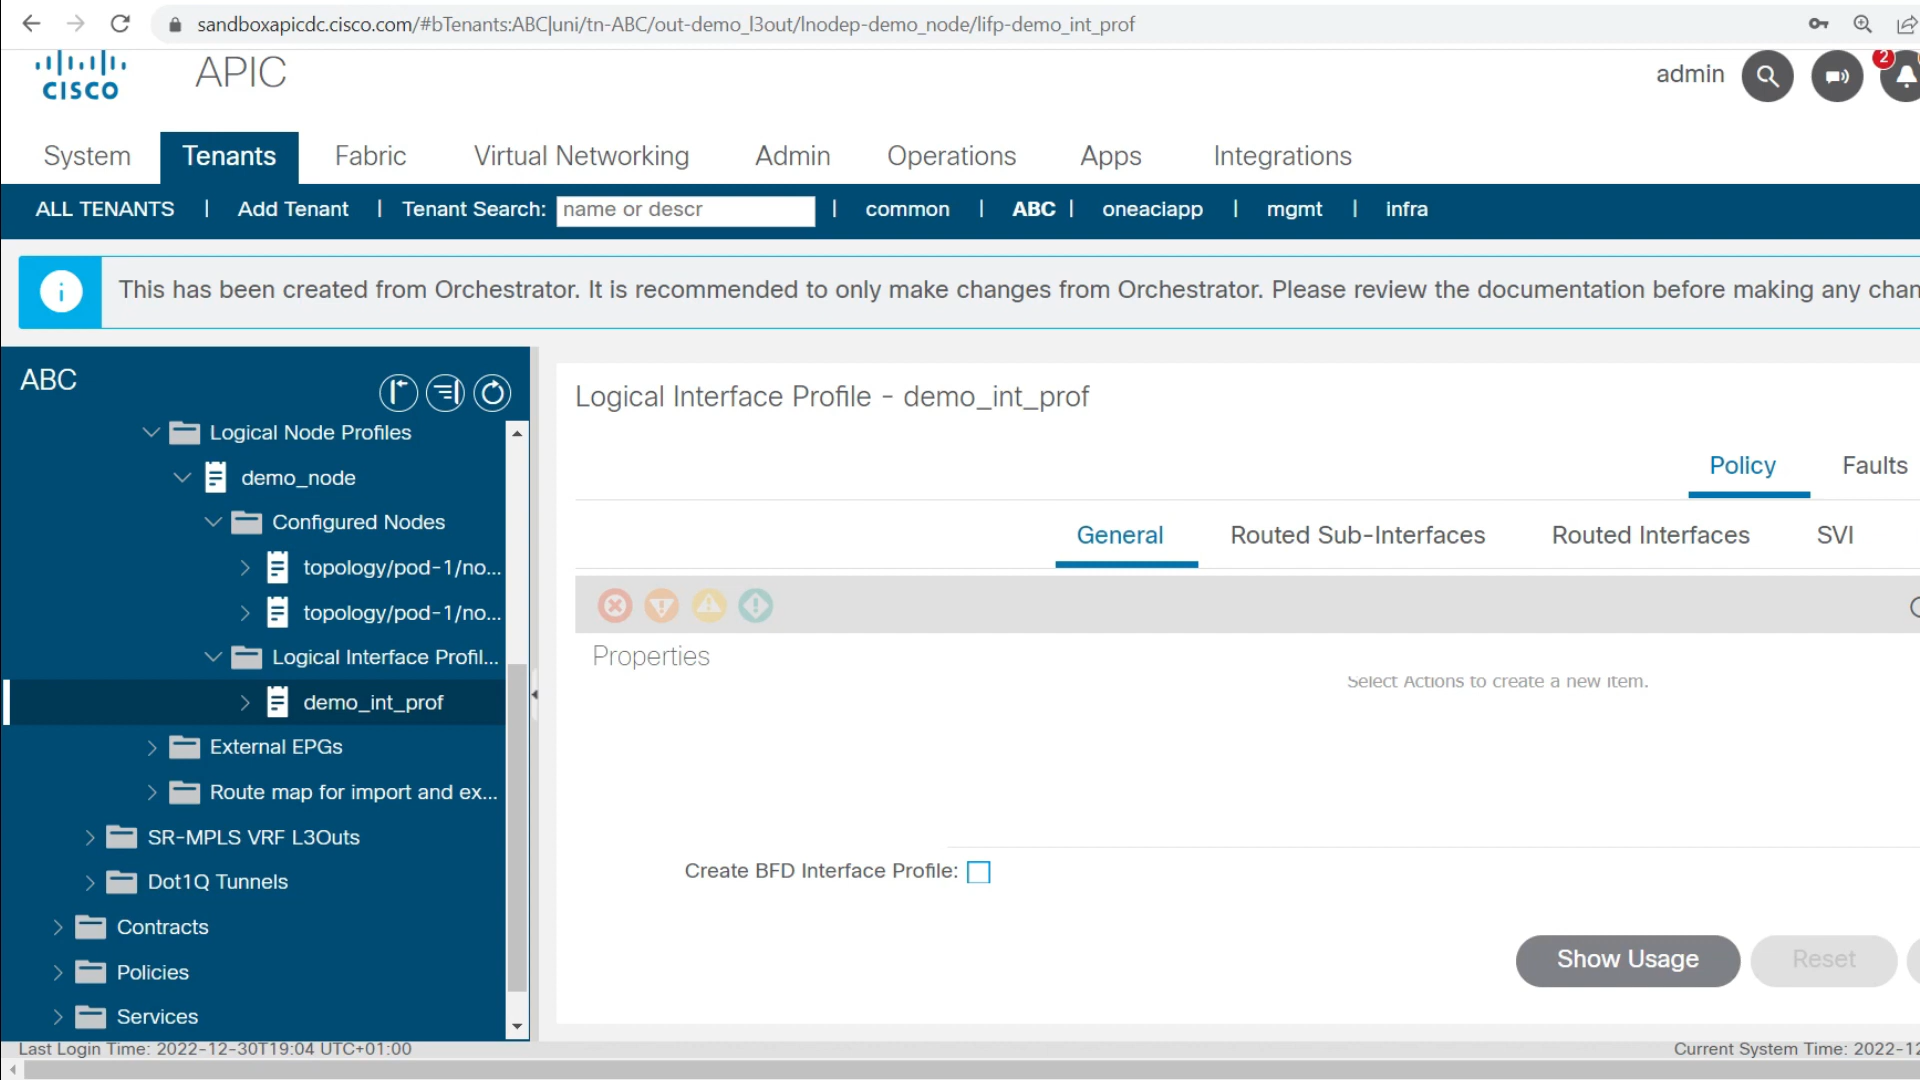 sandboxapicdc.cisco.com/#bTenants:ABC|uni/tn-ABC/out-demo_l3out/lnodep-demo_node/lifp-demo_int_prof
CISCO
APIC
admin
2
System Tenants Fabric Virtual Networking Admin Operations Apps Integrations
ALL TENANTS | Add Tenant | Tenant Search: name or descr | common | ABC | oneaciapp | mgmt | infra
This has been created from Orchestrator. It is recommended to only make changes from Orchestrator. Please review the documentation before making any chan
ABC
Logical Node Profiles
demo_node
Configured Nodes
topology/pod-1/no...
topology/pod-1/no...
Logical Interface Profil...
demo_int_prof
External EPGs
Route map for import and ex...
SR-MPLS VRF L3Outs
Dot1Q Tunnels
Contracts
Policies
Services
Logical Interface Profile - demo_int_prof
Policy Faults
General Routed Sub-Interfaces Routed Interfaces SVI
Properties
Select Actions to create a new item.
Create BFD Interface Profile:
Show Usage Reset
Last Login Time: 2022-12-30T19:04 UTC+01:00
Current System Time: 2022-12